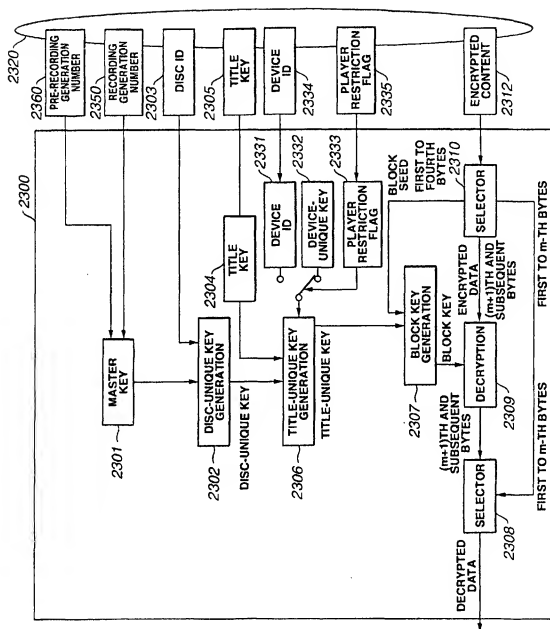 2320
2360
PRE-RECORDING
GENERATION
NUMBER
2350
RECORDING
GENERATION
NUMBER
2303
DISC ID
2305
TITLE
KEY
2334
DEVICE
ID
2335
PLAYER
RESTRICTION
FLAG
2312
ENCRYPTED
CONTENT
2300
2304
TITLE
KEY
2331
DEVICE
ID
2332
DEVICE-
UNIQUE KEY
2333
PLAYER
RESTRICTION
FLAG
BLOCK
SEED
FIRST TO
FOURTH
BYTES
2310
SELECTOR
MASTER
KEY
2301
DISC-UNIQUE KEY
GENERATION
2302
DISC-UNIQUE KEY
TITLE-UNIQUE KEY
GENERATION
2306
TITLE-UNIQUE KEY
BLOCK KEY
GENERATION
2307
BLOCK KEY
ENCRYPTED
DATA
(m+1)TH AND
SUBSEQUENT
BYTES
FIRST TO m-TH BYTES
DECRYPTION
2309
(m+1)TH AND
SUBSEQUENT
BYTES
SELECTOR
2308
FIRST TO m-TH BYTES
DECRYPTED
DATA